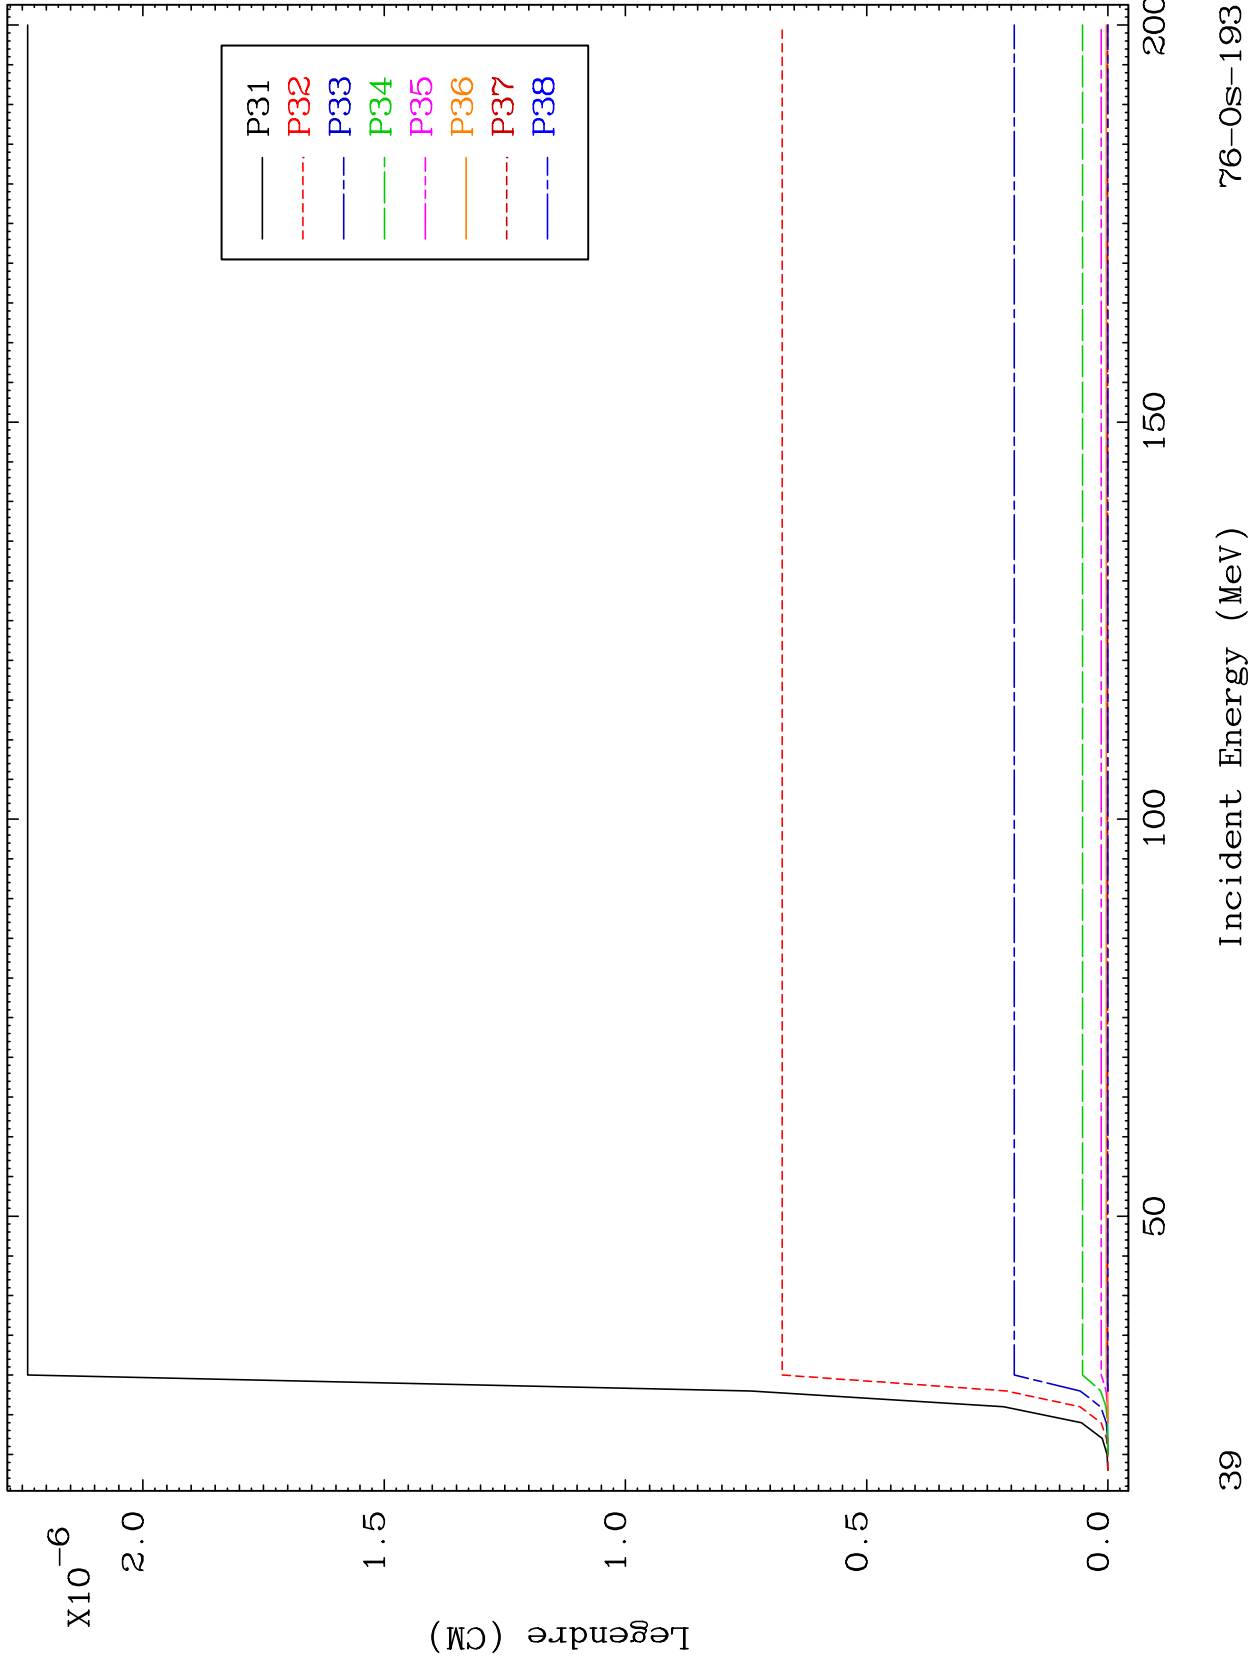 X10-6
2.0
1.5
1.0
0.5
0.0
Legendre (CM)
P31
P32
P33
P34
P35
P36
P37
P38
50
100
150
200
Incident Energy (MeV)
39
76-Os-193